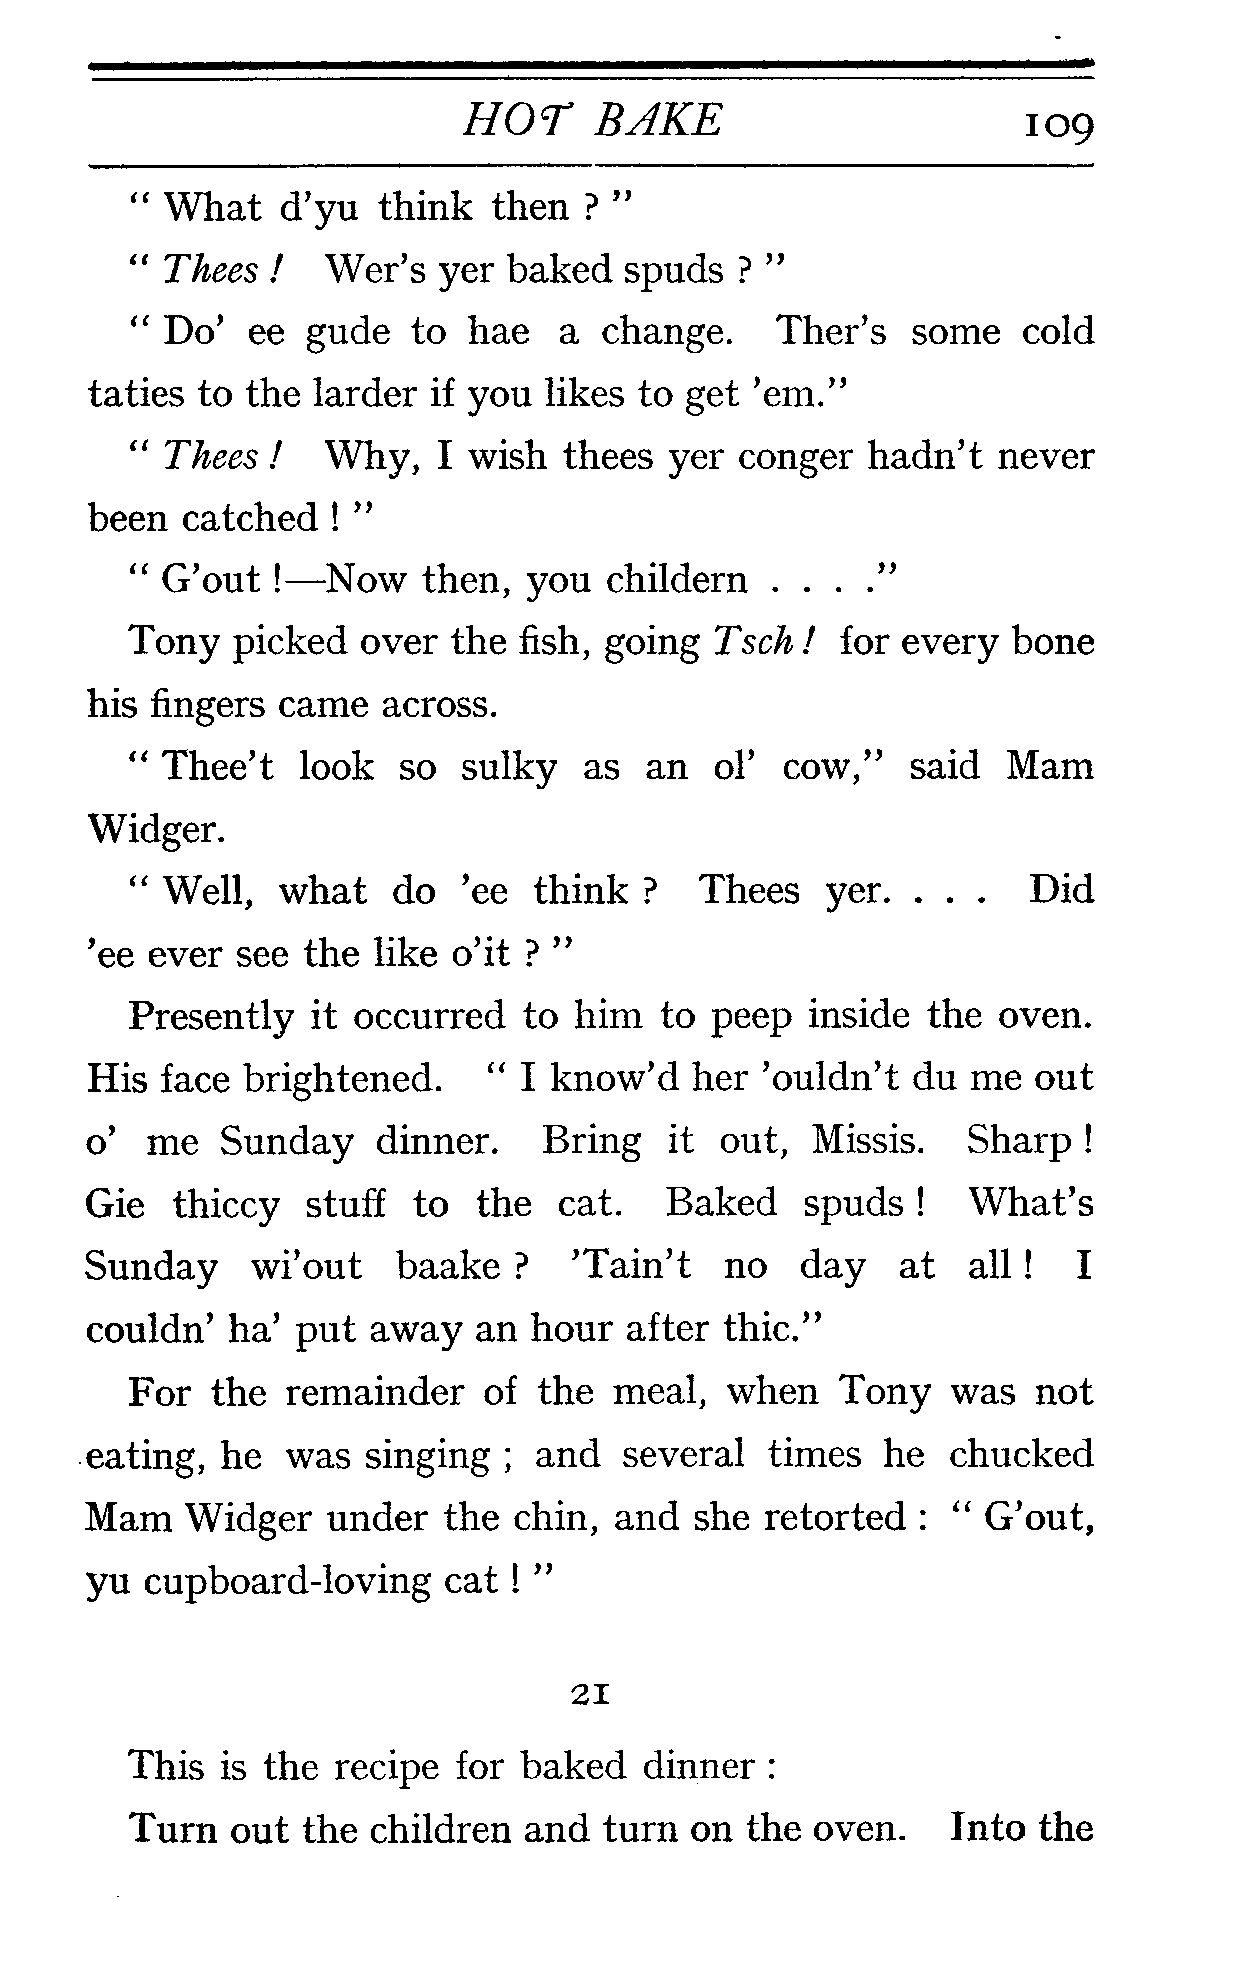 HOT BAKE 109
“ What d’yu think then ? ”
“ Thees ! Wer’s yer baked spuds ? ”
“ Do’ ee gude to hae a change. Ther’s some cold
taties to the larder if you likes to get ’em.”
“ Thees ! Why, I wish thees yer conger hadn’t never
been catched ! ”
“ G’out !—Now then, you childern . . . .”
Tony picked over the fish, going Tsch ! for every bone
his fingers came across.
“ Thee’t look so sulky as an ol’ cow,” said Mam
Widger.
“ Well, what do ’ee think ? Thees yer. . . . Did
’ee ever see the like o’it ? ”
Presently it occurred to him to peep inside the oven.
His face brightened. “ I know’d her ’ouldn’t du me out
o’ me Sunday dinner. Bring it out, Missis. Sharp !
Gie thiccy stuff to the cat. Baked spuds ! What’s
Sunday wi’out baake ? ’Tain’t no day at all ! I
couldn’ ha’ put away an hour after thic.”
For the remainder of the meal, when Tony was not
eating, he was singing ; and several times he chucked
Mam Widger under the chin, and she retorted : “ G’out,
yu cupboard-loving cat ! ”
21
This is the recipe for baked dinner :
Turn out the children and turn on the oven. Into the